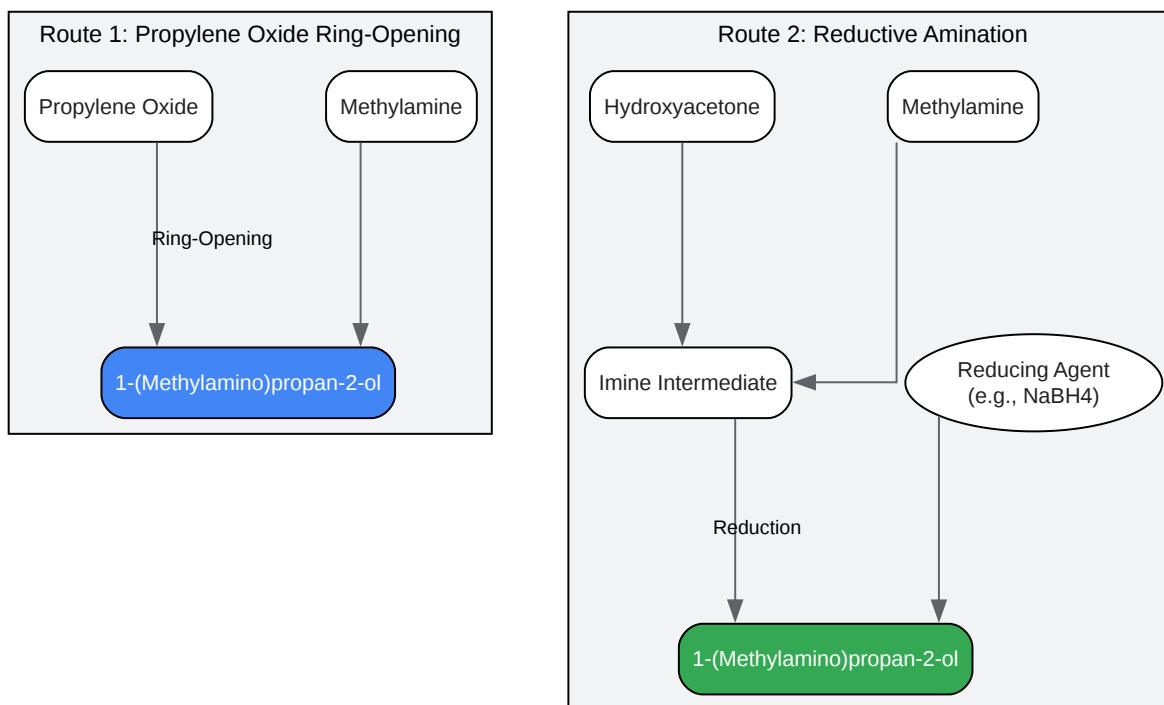 Route 1: Propylene Oxide Ring-Opening
Propylene Oxide
Methylamine
Ring-Opening
1-(Methylamino)propan-2-ol
Route 2: Reductive Amination
Hydroxyacetone
Methylamine
Imine Intermediate
Reducing Agent
(e.g., NaBH4)
Reduction
1-(Methylamino)propan-2-ol